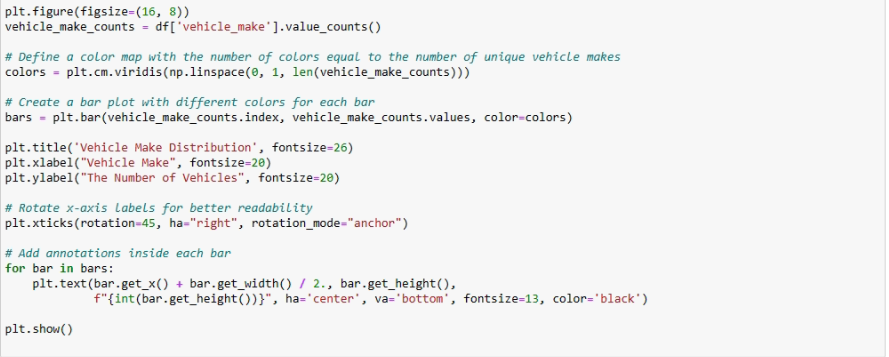 plt.figure(figsize=(16, 8))
vehicle_make_counts = df['vehicle_make'].value_counts()
# Define a color map with the number of colors equal to the number of unique vehicle makes
colors = plt.cm.viridis(np.linspace(0, 1, len(vehicle_make_counts)))
# Create a bar plot with different colors for each bar
bars = plt.bar(vehicle_make_counts.index, vehicle_make_counts.values, color=colors)
plt.title('Vehicle Make Distribution', fontsize=26)
plt.xlabel("Vehicle Make", fontsize=20)
plt.ylabel("The Number of Vehicles", fontsize=20)
# Rotate x-axis labels for better readability
plt.xticks(rotation=45, ha="right", rotation_mode="anchor")
# Add annotations inside each bar
for bar in bars:
    plt.text(bar.get_x() + bar.get_width() / 2., bar.get_height(),
             f"{int(bar.get_height())}", ha='center', va='bottom', fontsize=13, color='black')
plt.show()